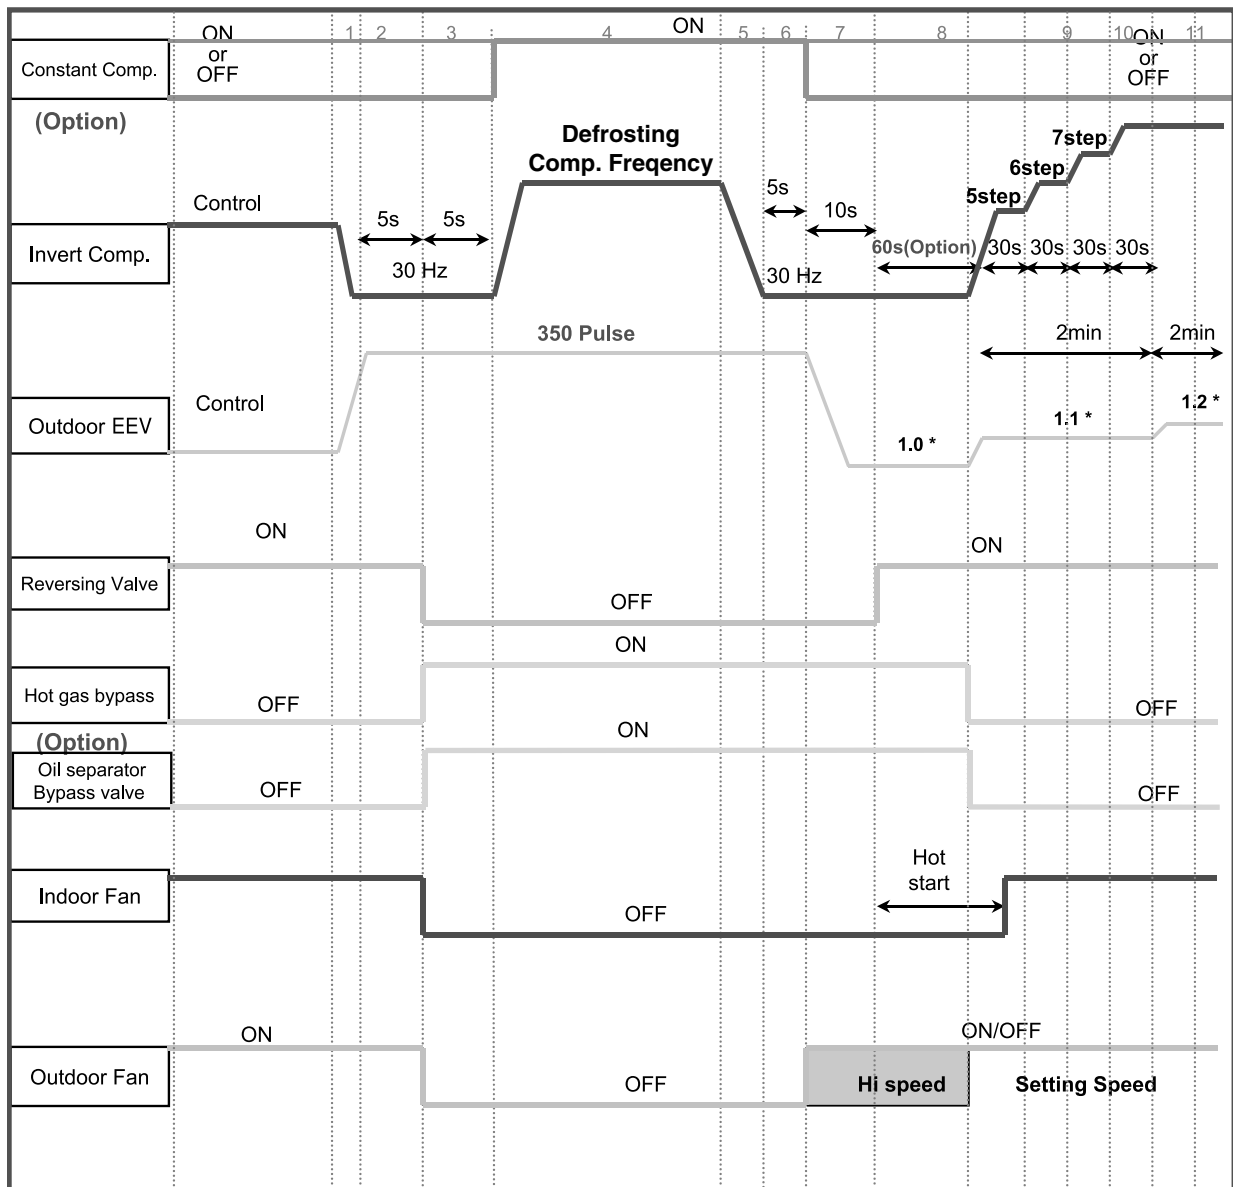 ON
or
OFF
1 2 3 4 ON 5 6 7 8 9 10 11
ON
or
OFF
Constant Comp.
(Option)
Defrosting
Comp. Freqency
7step
6step
5step
Control
5s 5s
5s
10s
60s(Option) 30s 30s 30s 30s
Invert Comp.
30 Hz
30 Hz
350 Pulse
2min 2min
Control
Outdoor EEV
1.0 *
1.1 *
1.2 *
ON
ON
Reversing Valve
OFF
ON
Hot gas bypass
OFF
OFF
(Option)
ON
Oil separator
Bypass valve
OFF
OFF
Hot
start
Indoor Fan
OFF
ON
ON/OFF
Outdoor Fan
OFF
Hi speed
Setting Speed